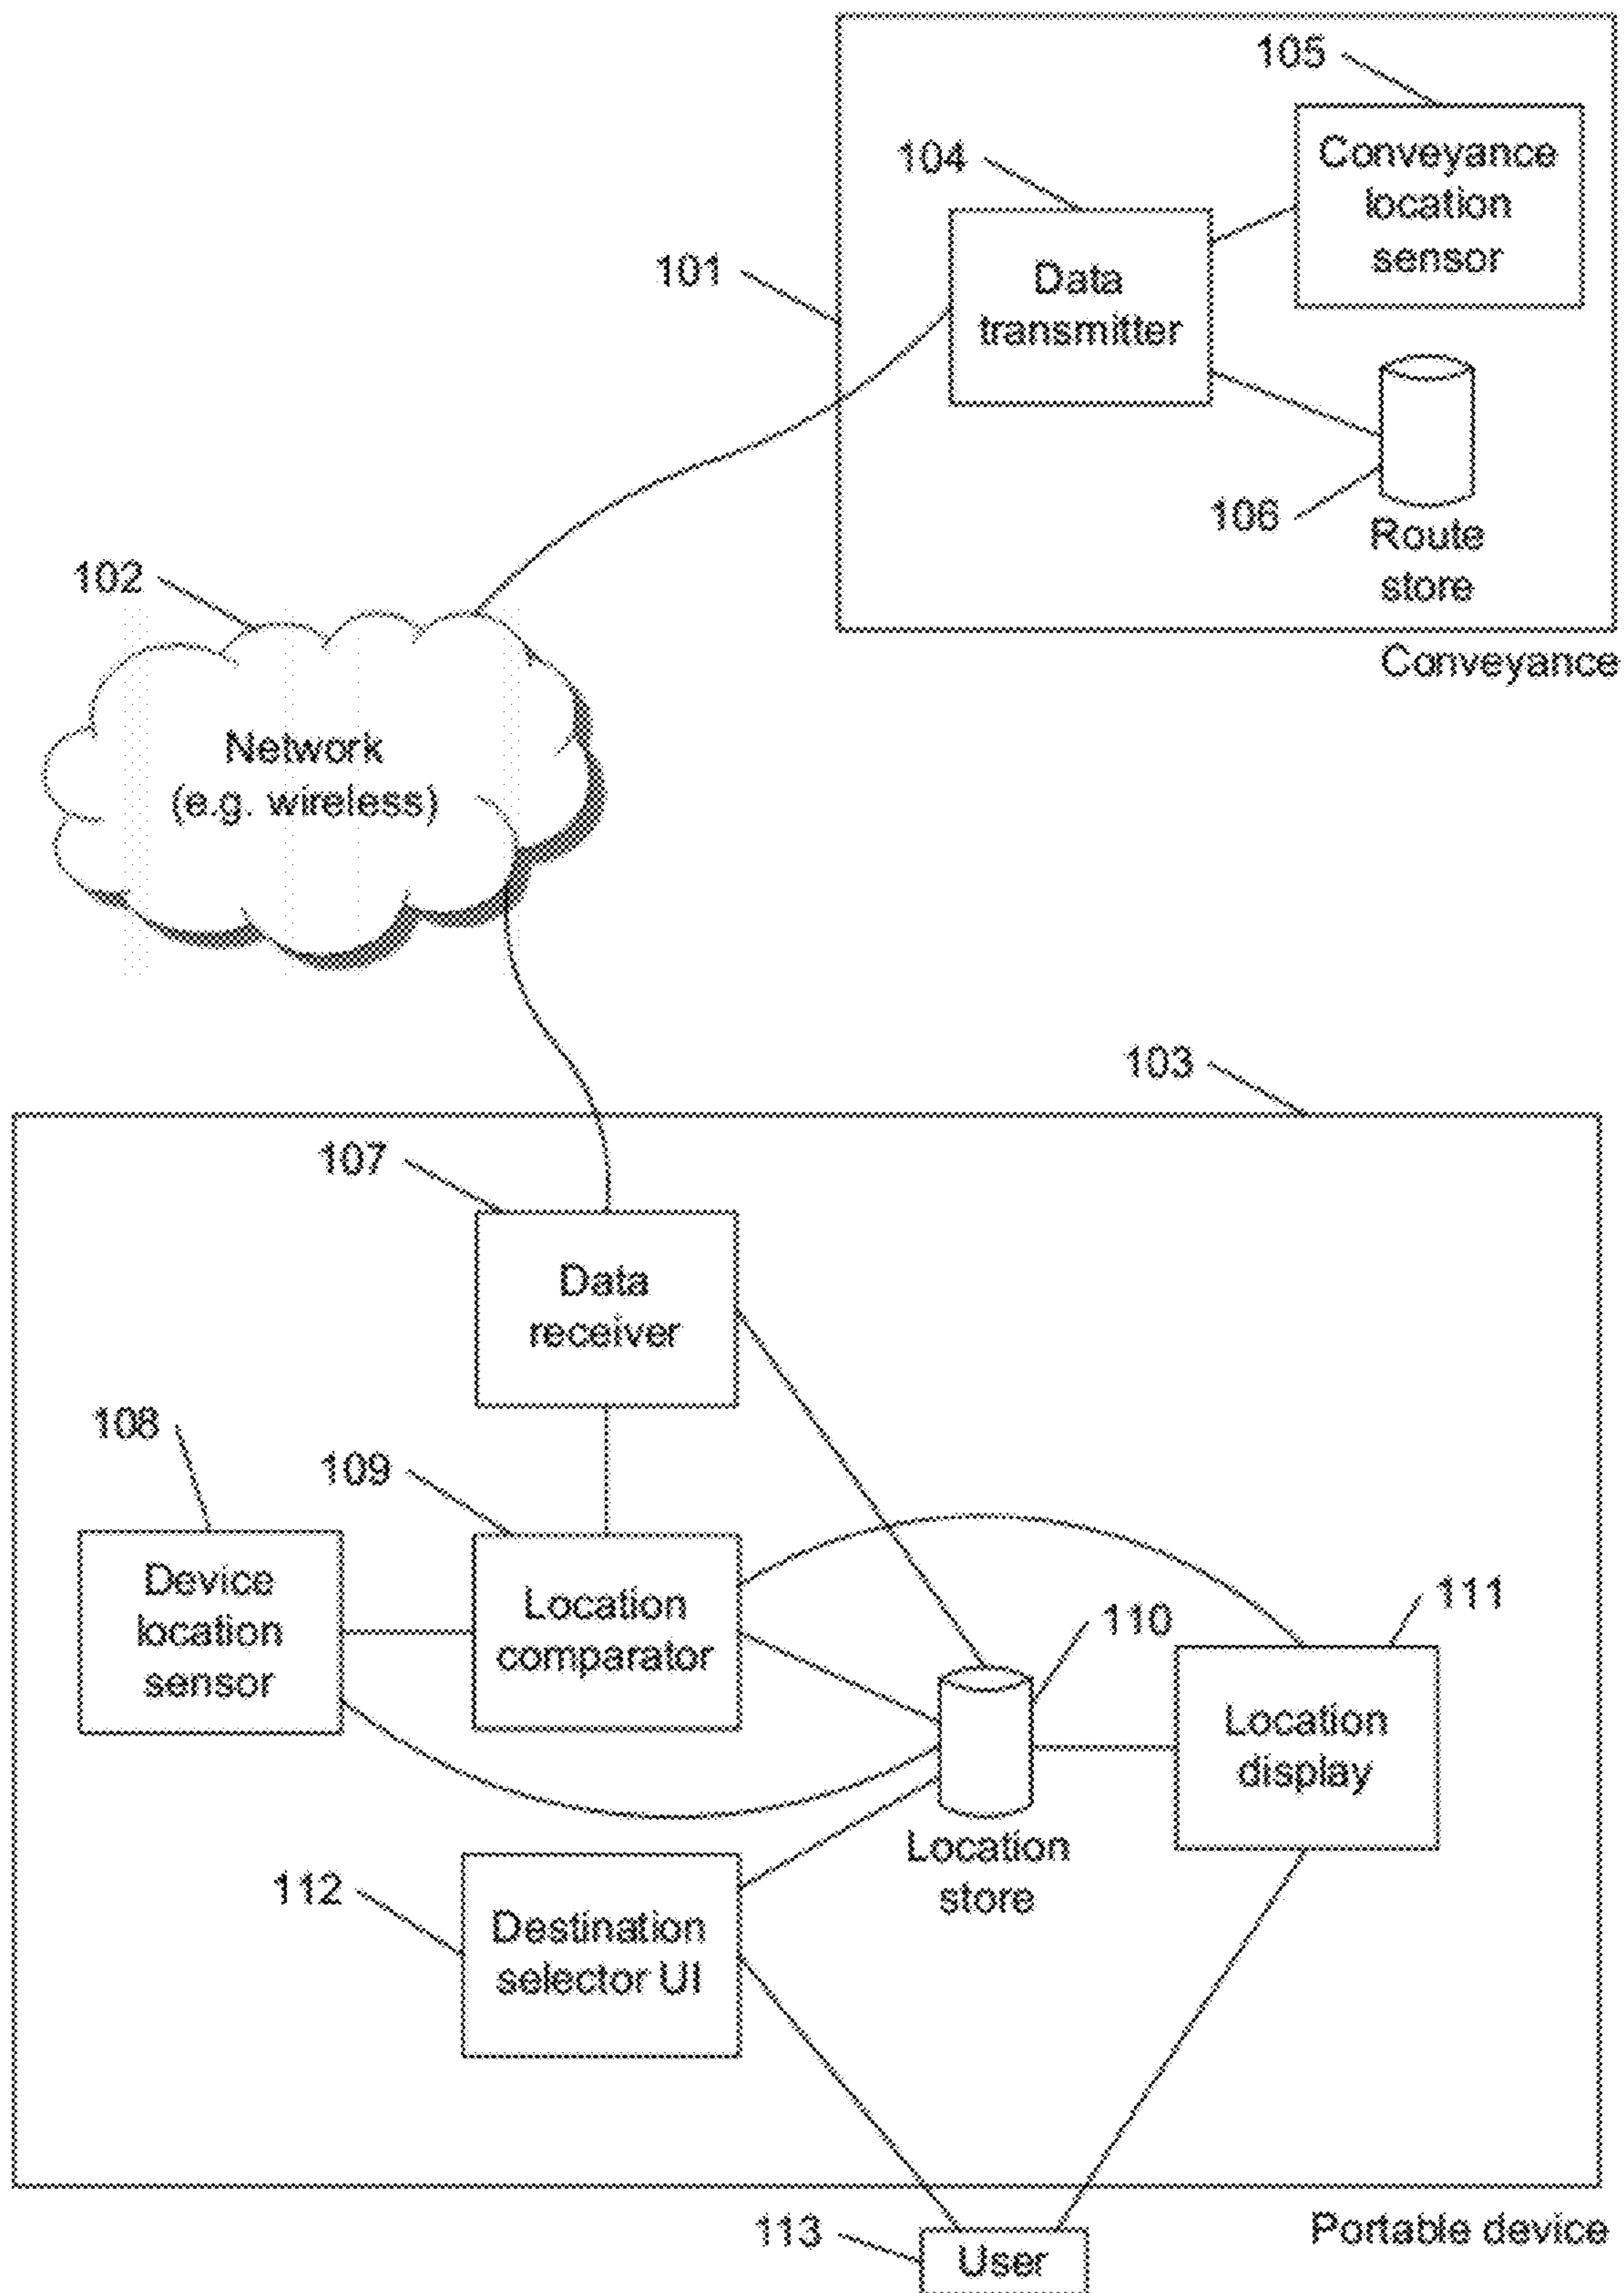 105
Conveyance
location
sensor
104
Data
transmitter
101
106
Route
store
Conveyance
102
Network
(e.g. wireless)
103
107
Data
receiver
108
109
Device
location
sensor
Location
comparator
110
111
Location
display
Location
store
112
Destination
selector UI
113
User
Portable device